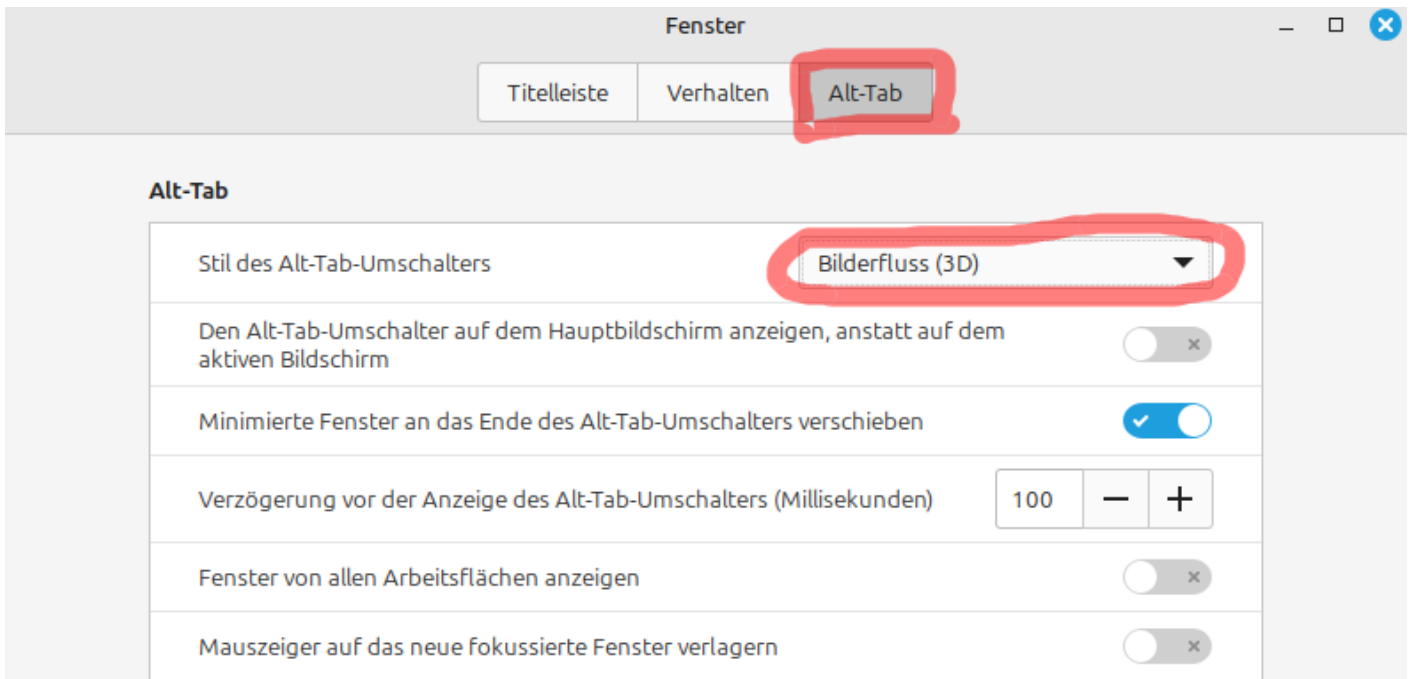 Fenster
Titelleiste
Verhalten
Alt-Tab
Alt-Tab
Stil des Alt-Tab-Umschalters
Bilderfluss (3D)
Den Alt-Tab-Umschalter auf dem Hauptbildschirm anzeigen, anstatt auf dem
aktiven Bildschirm
Minimierte Fenster an das Ende des Alt-Tab-Umschalters verschieben
Verzögerung vor der Anzeige des Alt-Tab-Umschalters (Millisekunden)
100
Fenster von allen Arbeitsflächen anzeigen
Mauszeiger auf das neue fokussierte Fenster verlagern